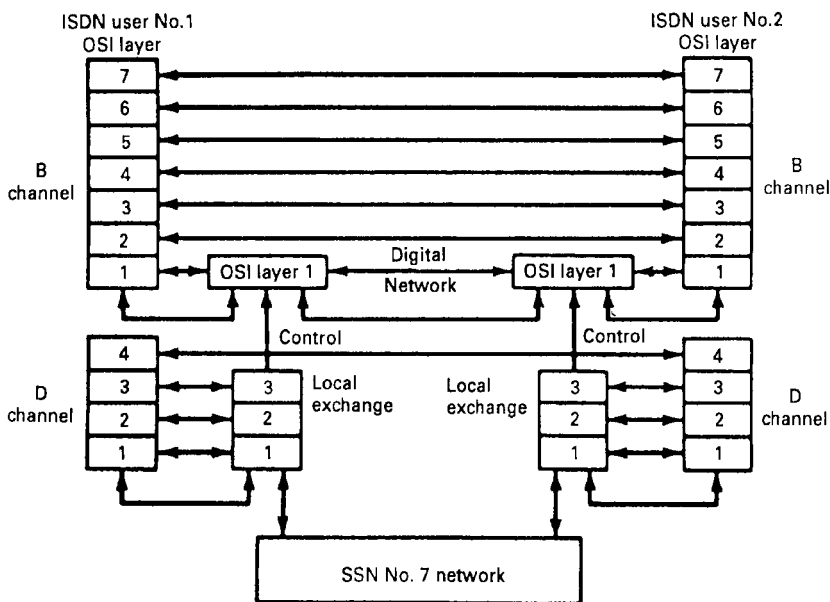 ISDN user No.1
OSI layer
ISDN user No.2
OSI layer
7
7
6
6
5
5
B
channel
4
4
B
channel
3
3
2
2
1
OSI layer 1
Digital
Network
OSI layer 1
1
Control
Control
4
4
D
channel
3
3
Local
exchange
Local
exchange
3
3
D
channel
2
2
2
2
1
1
1
1
SSN No. 7 network